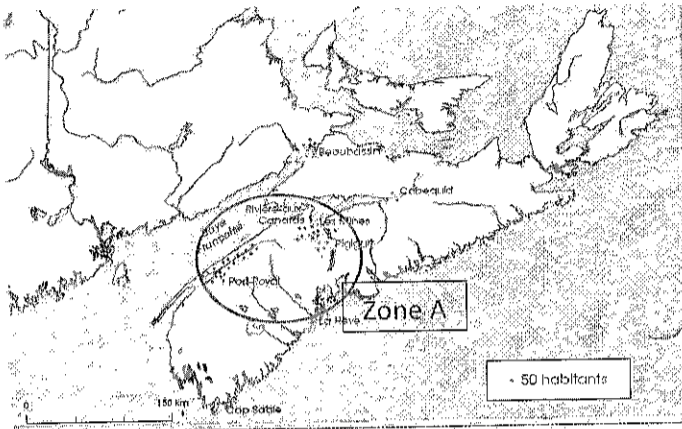 Beaubassin
Cobequid
Rivière-aux-
Canards
Les Mines
Pigiguit
Baye
Française
Port-Royal
La Hève
Zone A
50 habitants
0
150 km
Cap Sable